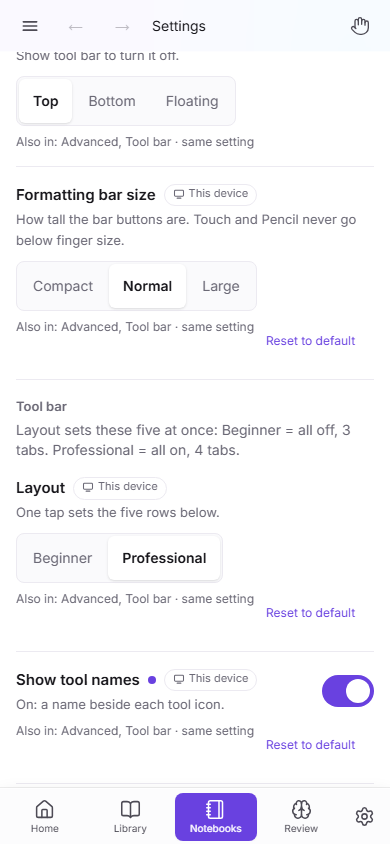 Settings
Show tool bar to turn it off.
Top Bottom Floating
Also in: Advanced, Tool bar · same setting
Formatting bar size This device
How tall the bar buttons are. Touch and Pencil never go
below finger size.
Compact Normal Large
Also in: Advanced, Tool bar · same setting
Reset to default
Tool bar
Layout sets these five at once: Beginner = all off, 3
tabs. Professional = all on, 4 tabs.
Layout This device
One tap sets the five rows below.
Beginner Professional
Also in: Advanced, Tool bar · same setting
Reset to default
Show tool names This device
On: a name beside each tool icon.
Also in: Advanced, Tool bar · same setting
Reset to default
Home Library Notebooks Review